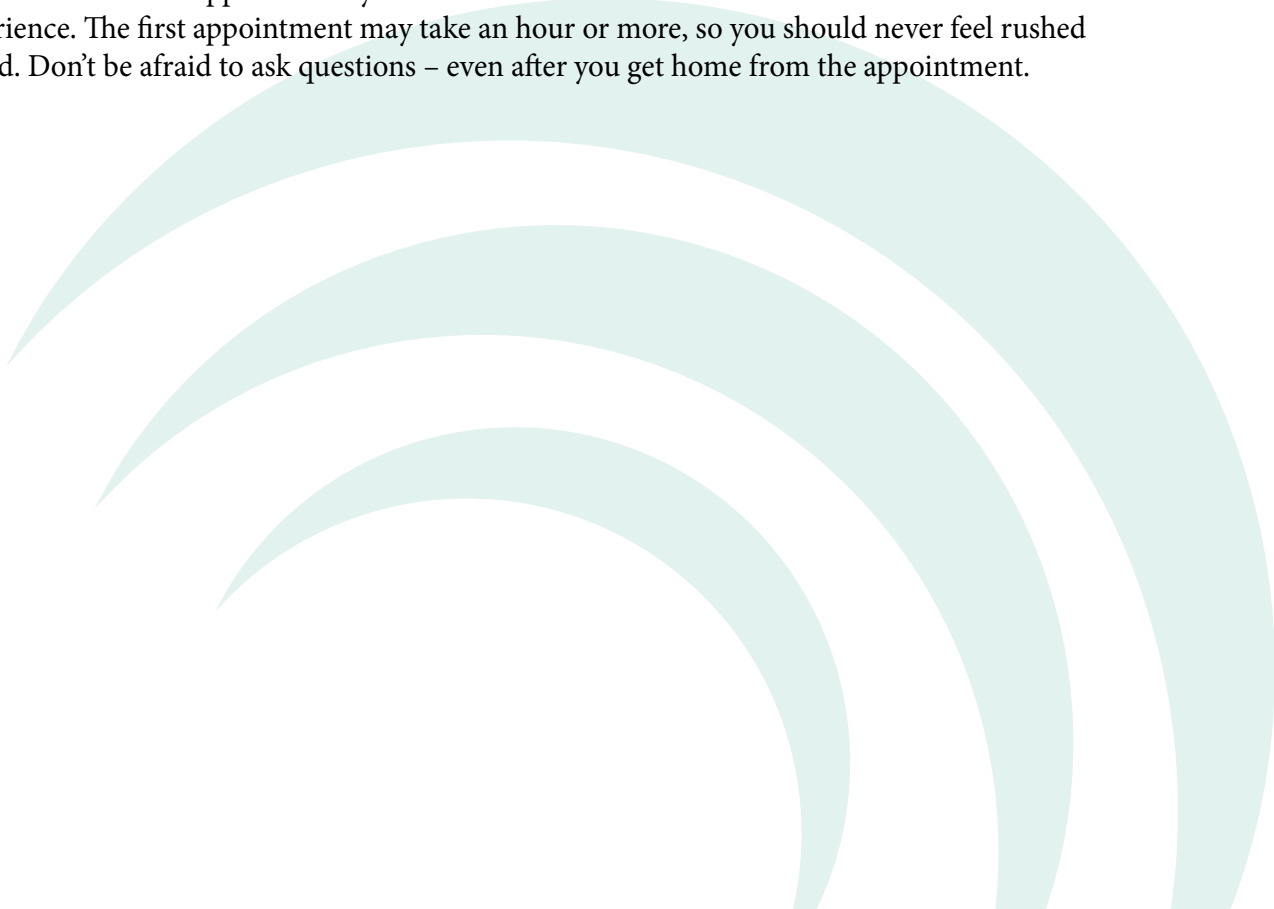 rience. The first appointment may take an hour or more, so you should never feel rushed
d. Don’t be afraid to ask questions – even after you get home from the appointment.